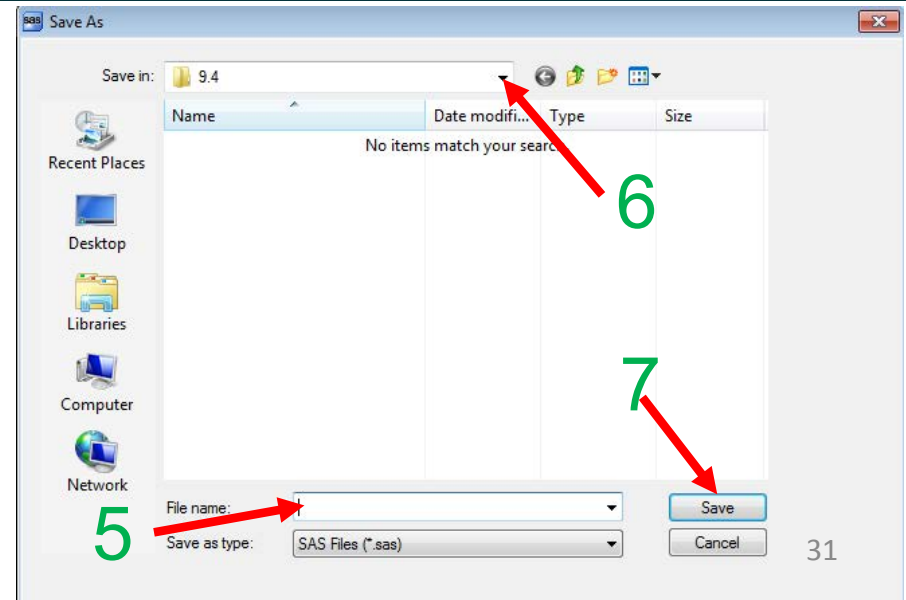 sas Save As
Save in: 9.4
Name Date modifi... Type Size
No items match your search.
Recent Places
6
Desktop
Libraries
Computer
7
Network
File name: Save
5
Save as type: SAS Files (*.sas) Cancel
31